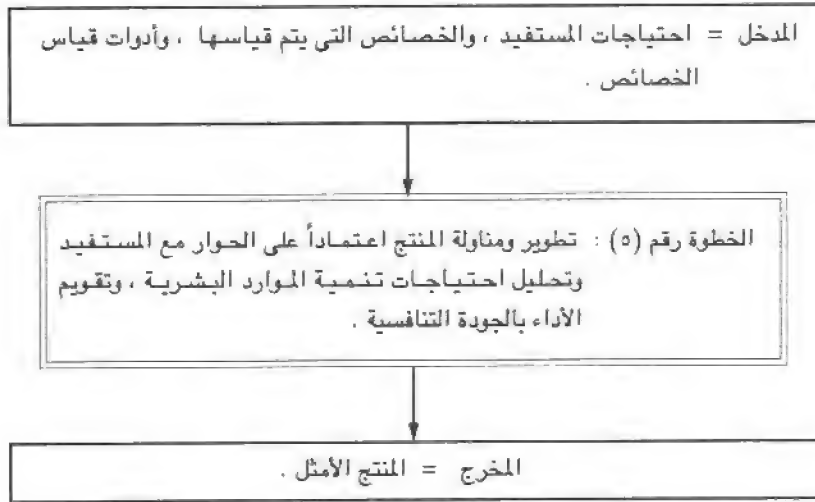 المدخل = احتياجات المستفيد ، والخصائص التي يتم قياسها ، وأدوات قياس
الخصائص .
الخطوة رقم (٥) : تطوير ومناولة المنتج اعتماداً على الحوار مع المستفيد
وتحليل احتياجات تنمية الموارد البشرية ، وتقويم
الأداء بالجودة التنافسية .
المخرج = المنتج الأمثل .